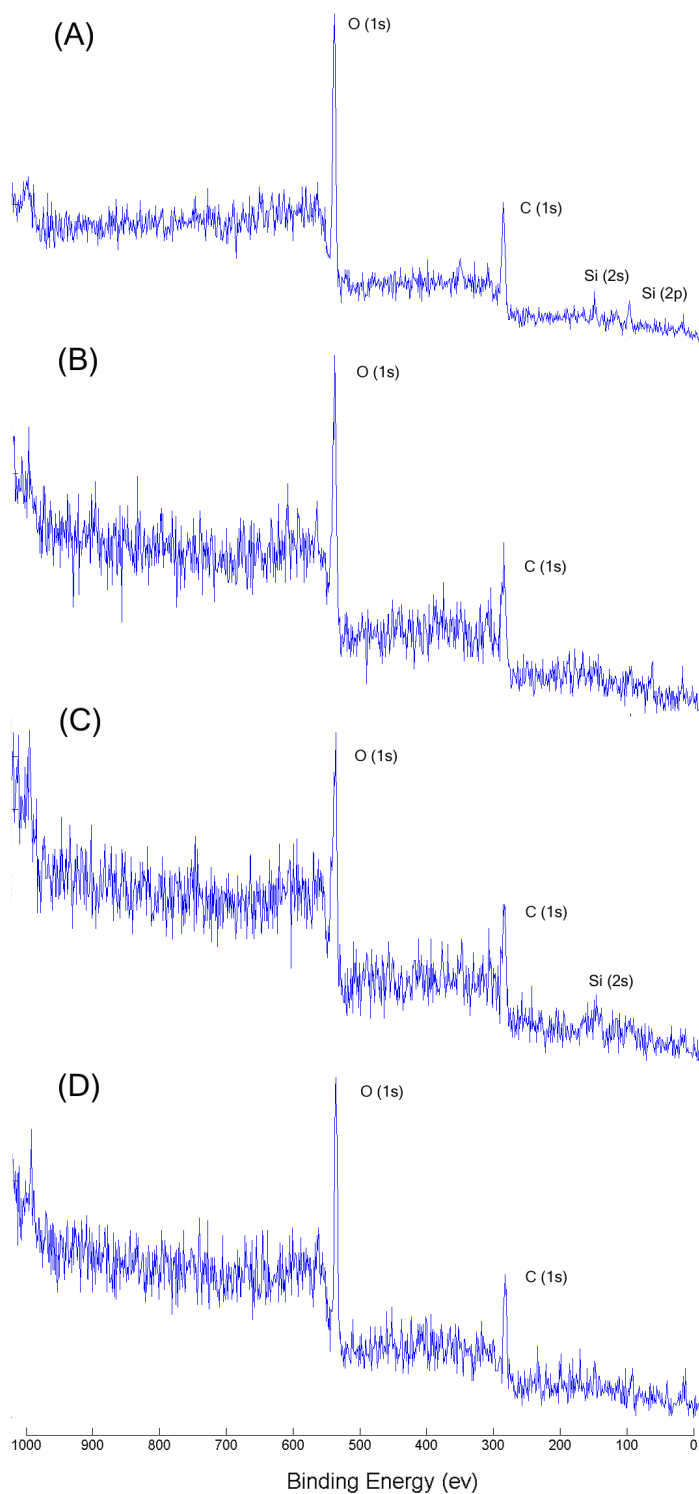 (A)
O (1s)
C (1s)
Si (2s)
Si (2p)
(B)
O (1s)
C (1s)
(C)
O (1s)
C (1s)
Si (2s)
(D)
O (1s)
C (1s)
1000 900 800 700 600 500 400 300 200 100 0
Binding Energy (ev)